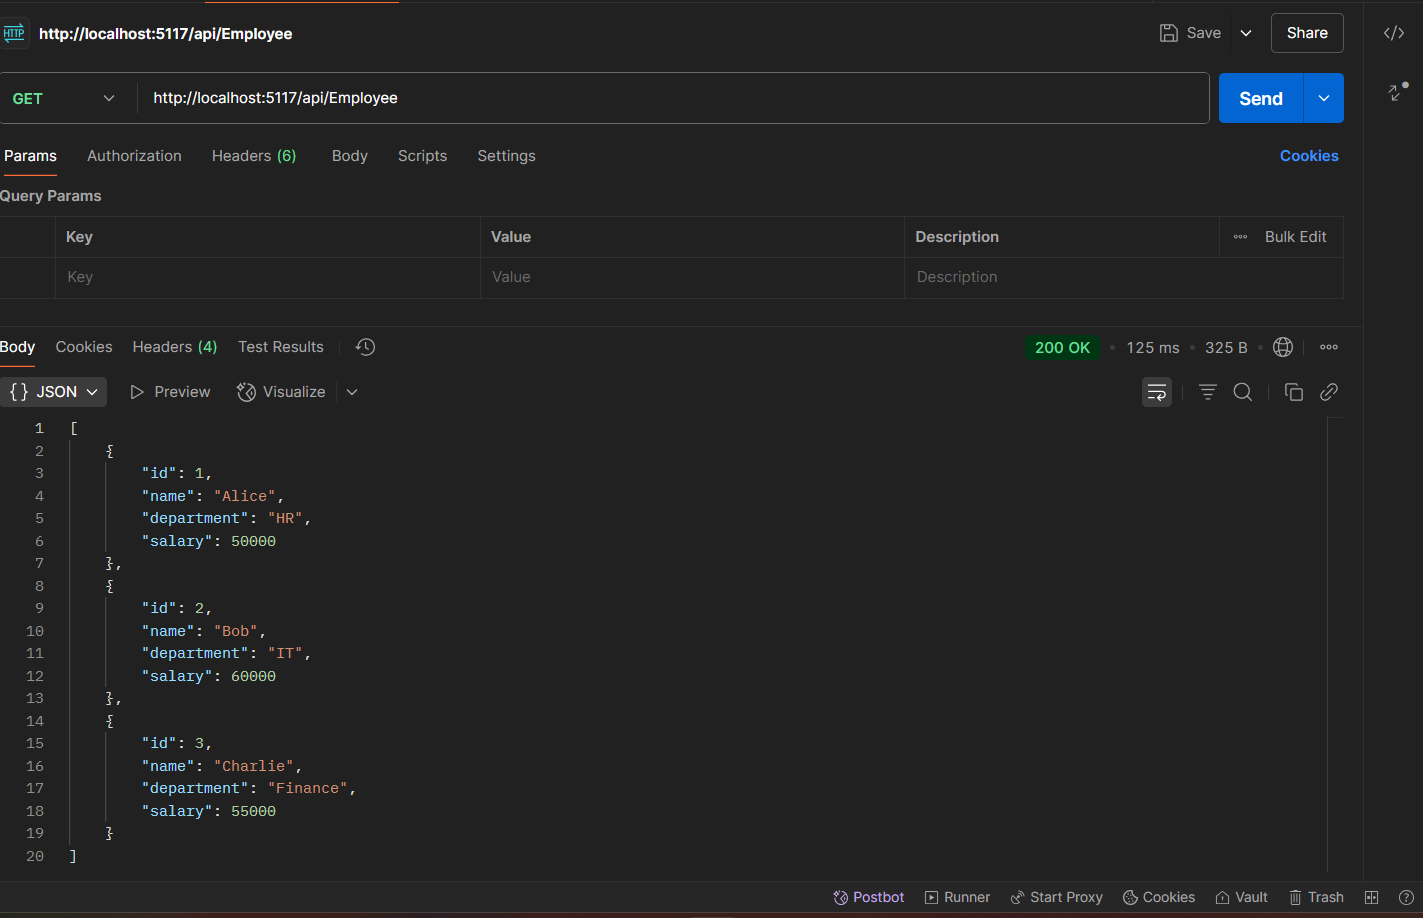 HTTP http://localhost:5117/api/Employee Save Share
GET http://localhost:5117/api/Employee Send
Params Authorization Headers (6) Body Scripts Settings Cookies
Query Params
Key Value Description Bulk Edit
Key Value Description
Body Cookies Headers (4) Test Results 200 OK • 125 ms • 325 B •
{} JSON Preview Visualize
1 [
2 {
3 "id": 1,
4 "name": "Alice",
5 "department": "HR",
6 "salary": 50000
7 },
8 {
9 "id": 2,
10 "name": "Bob",
11 "department": "IT",
12 "salary": 60000
13 },
14 {
15 "id": 3,
16 "name": "Charlie",
17 "department": "Finance",
18 "salary": 55000
19 }
20 ]
Postbot Runner Start Proxy Cookies Vault Trash